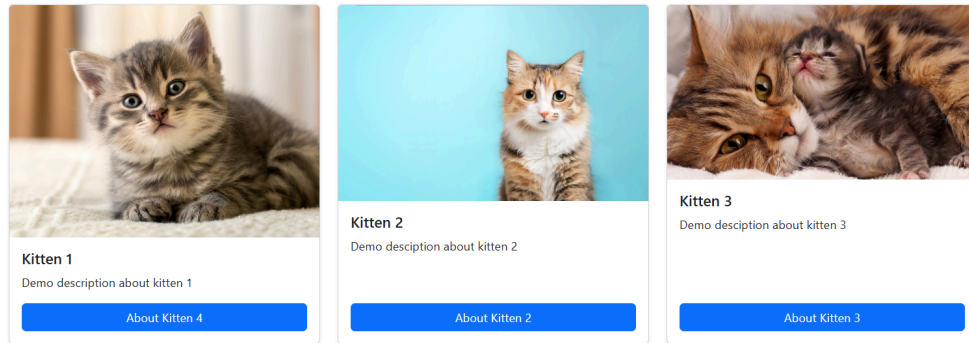 Kitten 1
Demo description about kitten 1
About Kitten 4
Kitten 2
Demo desciption about kitten 2
About Kitten 2
Kitten 3
Demo desciption about kitten 3
About Kitten 3